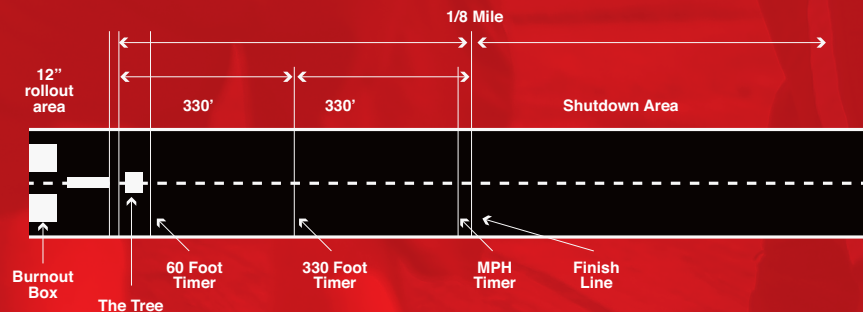 1/8 Mile
12”
rollout
area
330’
330’
Shutdown Area
Burnout
Box
The Tree
60 Foot
Timer
330 Foot
Timer
MPH
Timer
Finish
Line